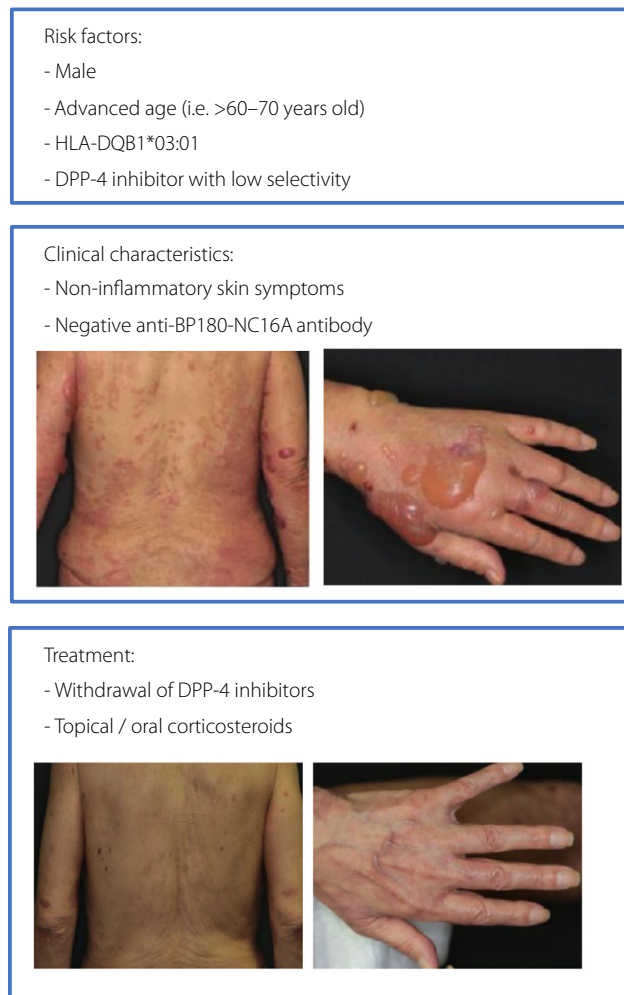 Risk factors:
- Male
- Advanced age (i.e. >60–70 years old)
- HLA-DQB1*03:01
- DPP-4 inhibitor with low selectivity
Clinical characteristics:
- Non-inflammatory skin symptoms
- Negative anti-BP180-NC16A antibody
Treatment:
- Withdrawal of DPP-4 inhibitors
- Topical / oral corticosteroids